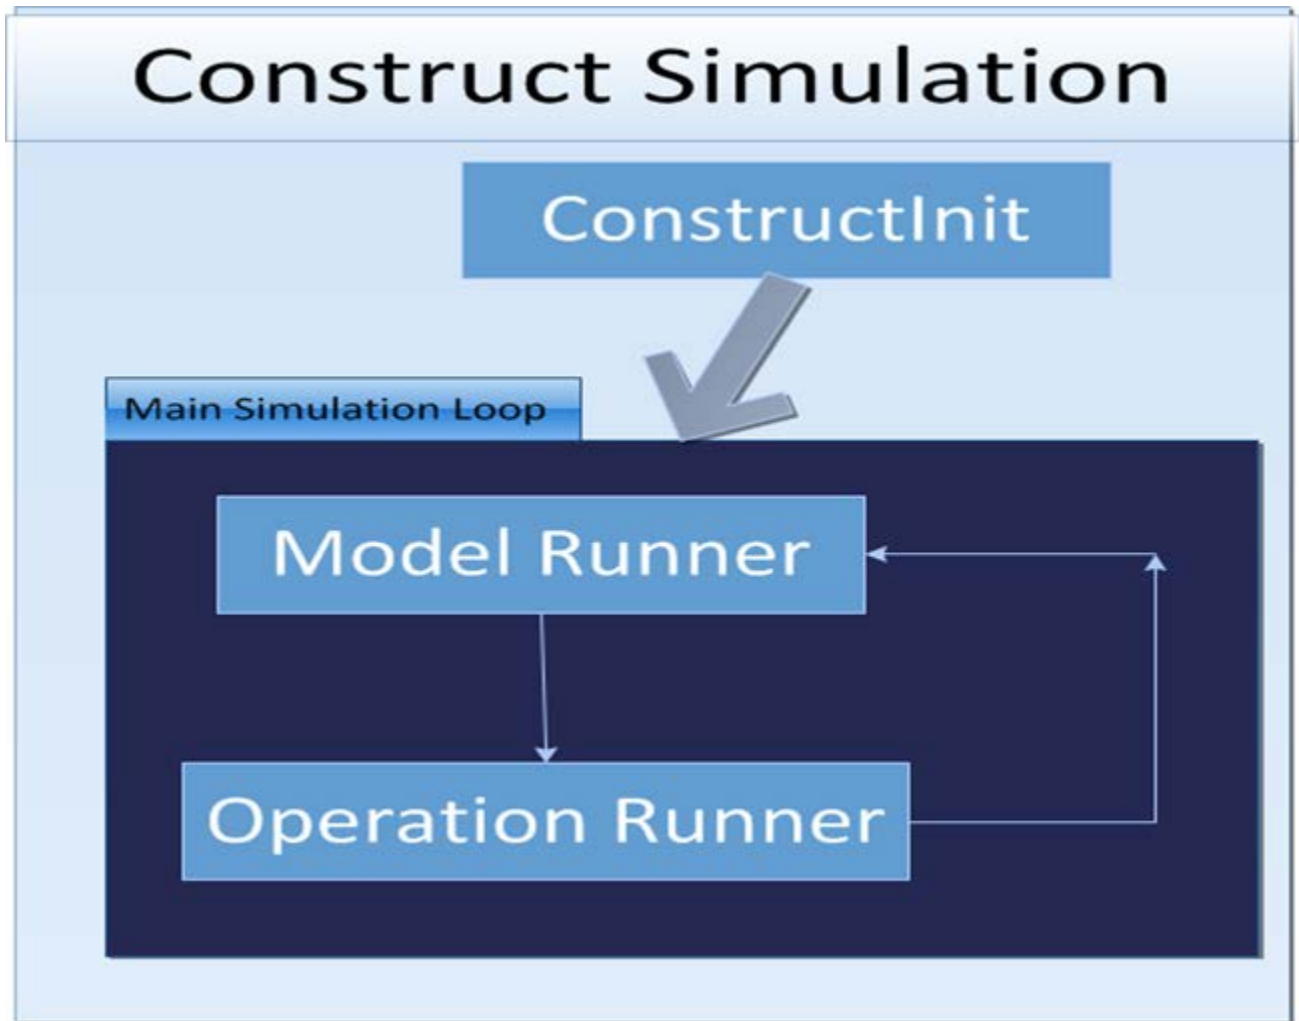 Construct Simulation
ConstructInit
Main Simulation Loop
Model Runner
Operation Runner